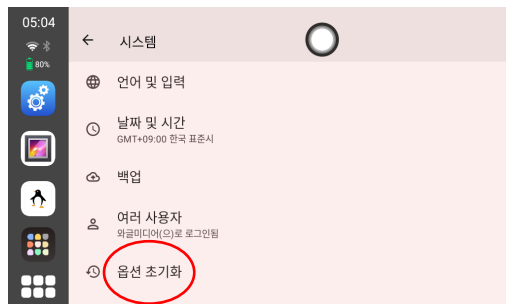 05:04
80%
시스템
언어 및 입력
날짜 및 시간
GMT+09:00 한국 표준시
백업
여러 사용자
와글미디어(으)로 로그인됨
옵션 초기화